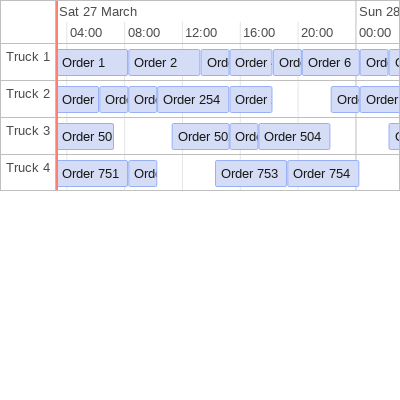 Sat 27 March Sun 28
04:00 08:00 12:00 16:00 20:00 00:00
Truck 1 Order 1 Order 2 Ord Order Ord Order 6 Ord
Truck 2 Order Ord Ord Order 254 Order Ord Order
Truck 3 Order 50 Order 50 Ord Order 504
Truck 4 Order 751 Ord Order 753 Order 754